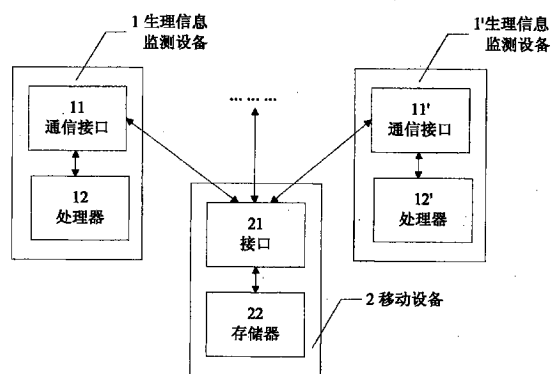 1 生理信息
监测设备
1'生理信息
监测设备
11
通信接口
12
处理器
... ... ...
11'
通信接口
12'
处理器
21
接口
22
存储器
2 移动设备